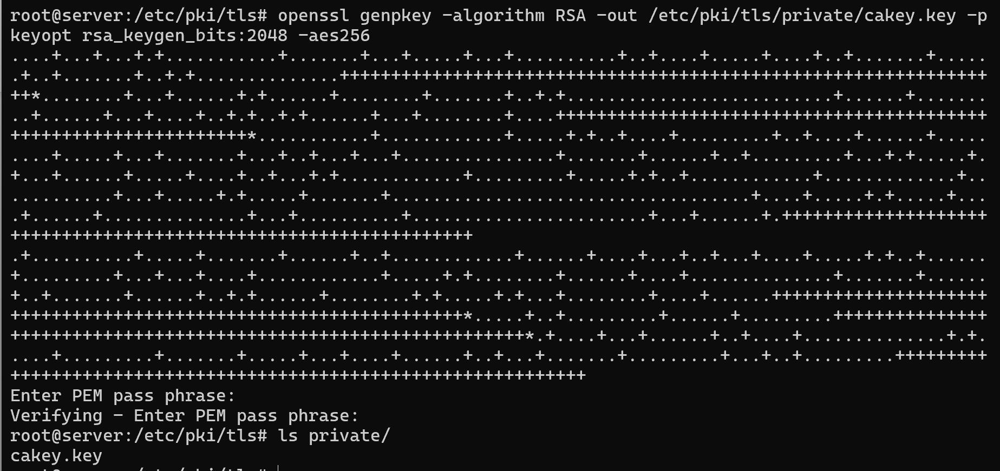 root@server:/etc/pki/tls# openssl genpkey -algorithm RSA -out /etc/pki/tls/private/cakey.key -p
keyopt rsa_keygen_bits:2048 -aes256
....+...+...+.+...........+.......+...+.....+...+..........+..+....+.....+....+..+.......+.....
.+..+.......+..+.+..............+++++++++++++++++++++++++++++++++++++++++++++++++++++++++++++++
++*........+...+......+.+......+........+.......+..+.+..........................+......+.......
..+......+...+....+..+.+..+.+......+...+........+....++++++++++++++++++++++++++++++++++++++++++
+++++++++++++++++++++++*...........+............+.....+.+..+....+.........+..+....+......+.....
....+.....+...+.......+...+..+...+...+...............+.......+......+..+.........+...+.+.....+.
+...+......+.....+....+..+...+.+............+.........+.....+.+..+............+.............+..
..........+...+.....+.+.....+.......+...................................+....+.....+.+.....+...
.+......+..............+...+..........+.......................+...+......+.++++++++++++++++++++
+++++++++++++++++++++++++++++++++++++++++++++
.+..........+.....+.......+......+..+............+......+....+...+..+...+....+.....+.+..+......
+.........+...+...+....+............+.....+.+........+......+....+..............+.......+......
+..+.......+......+..+.+......+........+.+.....+.+...+........+....+......+++++++++++++++++++++
++++++++++++++++++++++++++++++++++++++++++++*.....+..+.........+......+.........+++++++++++++++
++++++++++++++++++++++++++++++++++++++++++++++++++*.+....+...+......+..+....+..............+.+.
....+.........+.......+.....+...+....+......+..+...+.......+.........+...+..+.........+++++++++
++++++++++++++++++++++++++++++++++++++++++++++++++++++++
Enter PEM pass phrase:
Verifying - Enter PEM pass phrase:
root@server:/etc/pki/tls# ls private/
cakey.key